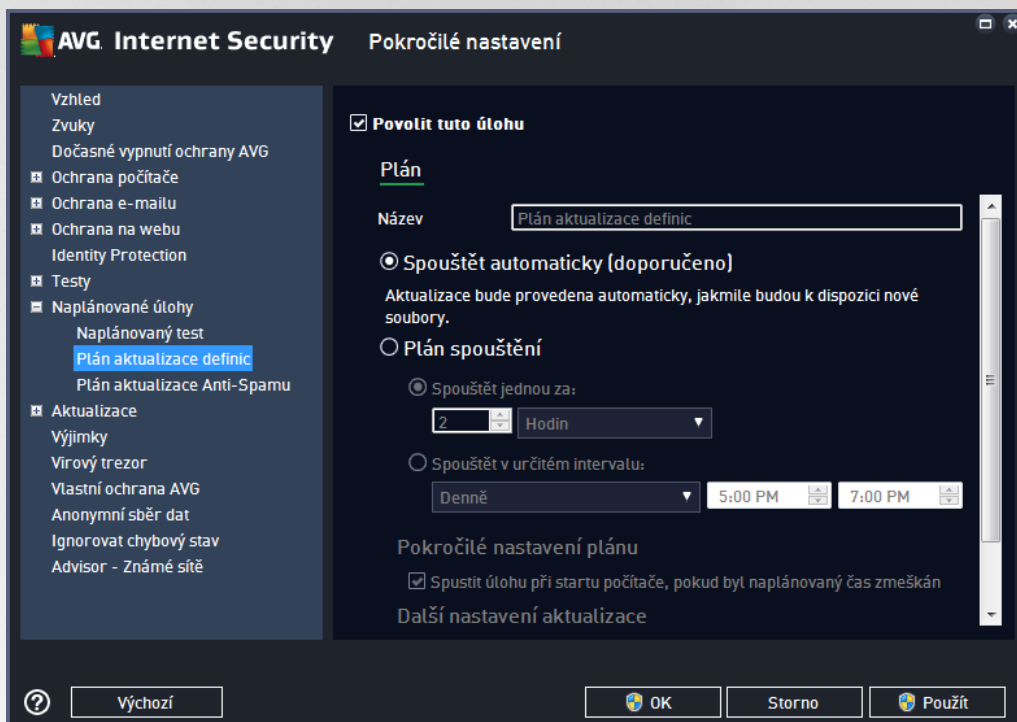 AVG. Internet Security
Pokročilé nastavení
Vzhled
Zvuky
Dočasné vypnutí ochrany AVG
Ochrana počítače
Ochrana e-mailu
Ochrana na webu
Identity Protection
Testy
Naplánované úlohy
Naplánovaný test
Plán aktualizace definic
Plán aktualizace Anti-Spamu
Aktualizace
Výjimky
Virový trezor
Vlastní ochrana AVG
Anonymní sběr dat
Ignorovat chybový stav
Advisor - Známé sítě
Povolit tuto úlohu
Plán
Název Plán aktualizace definic
Spouštět automaticky (doporučeno)
Aktualizace bude provedena automaticky, jakmile budou k dispozici nové
soubory.
Plán spouštění
Spouštět jednou za:
2 Hodin
Spouštět v určitém intervalu:
Denně 5:00 PM 7:00 PM
Pokročilé nastavení plánu
Spustit úlohu při startu počítače, pokud byl naplánovaný čas zmeškán
Další nastavení aktualizace
? Výchozí OK Storno Použít